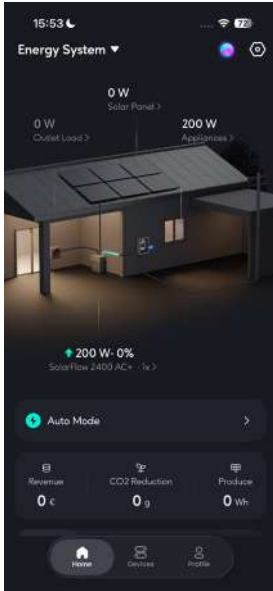 15:53
72
Energy System
0 W
Solar Panel >
0 W
Outlet Load >
200 W
Appliances >
200 W · 0%
SolarFlow 2400 AC+ · 1x >
Auto Mode
Revenue
0 €
CO2 Reduction
0 g
Produce
0 Wh
Home
Devices
Profile